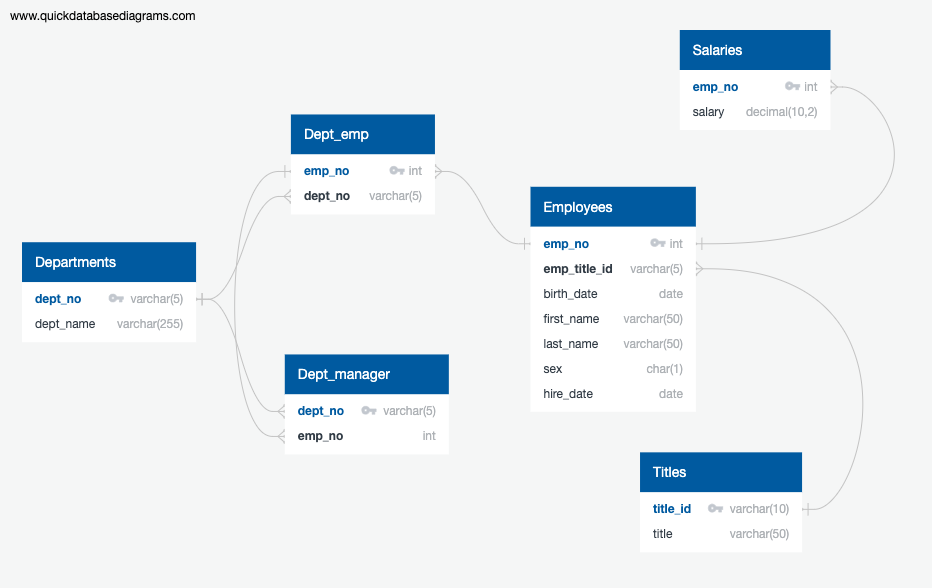 www.quickdatabasediagrams.com
Salaries
emp_no int
salary decimal(10,2)
Dept_emp
emp_no int
dept_no varchar(5)
Employees
emp_no int
emp_title_id varchar(5)
birth_date date
first_name varchar(50)
last_name varchar(50)
sex char(1)
hire_date date
Departments
dept_no varchar(5)
dept_name varchar(255)
Dept_manager
dept_no varchar(5)
emp_no int
Titles
title_id varchar(10)
title varchar(50)